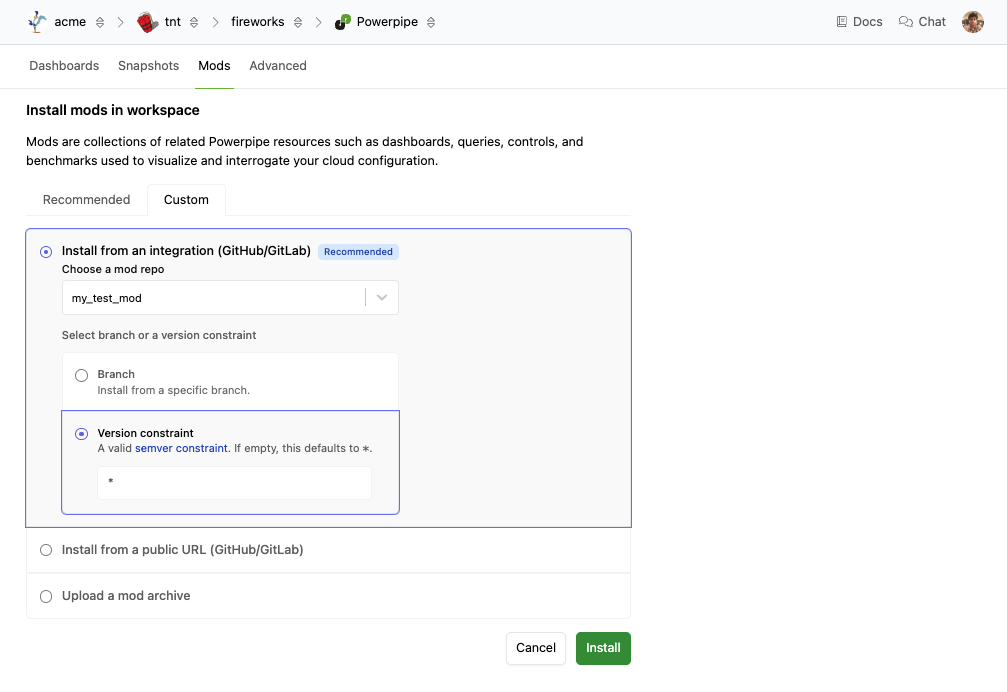 acme tnt fireworks Powerpipe Docs Chat
Dashboards Snapshots Mods Advanced
Install mods in workspace
Mods are collections of related Powerpipe resources such as dashboards, queries, controls, and
benchmarks used to visualize and interrogate your cloud configuration.
Recommended Custom
Install from an integration (GitHub/GitLab) Recommended
Choose a mod repo
my_test_mod
Select branch or a version constraint
Branch
Install from a specific branch.
Version constraint
A valid semver constraint. If empty, this defaults to *.
*
Install from a public URL (GitHub/GitLab)
Upload a mod archive
Cancel Install